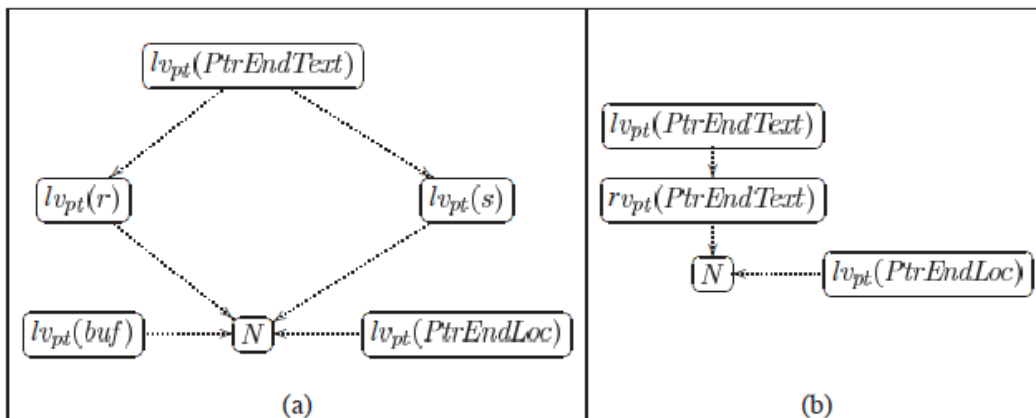 lv_pt(PtrEndText)
lv_pt(r)
lv_pt(s)
lv_pt(buf)
N
lv_pt(PtrEndLoc)
(a)
lv_pt(PtrEndText)
rv_pt(PtrEndText)
N
lv_pt(PtrEndLoc)
(b)